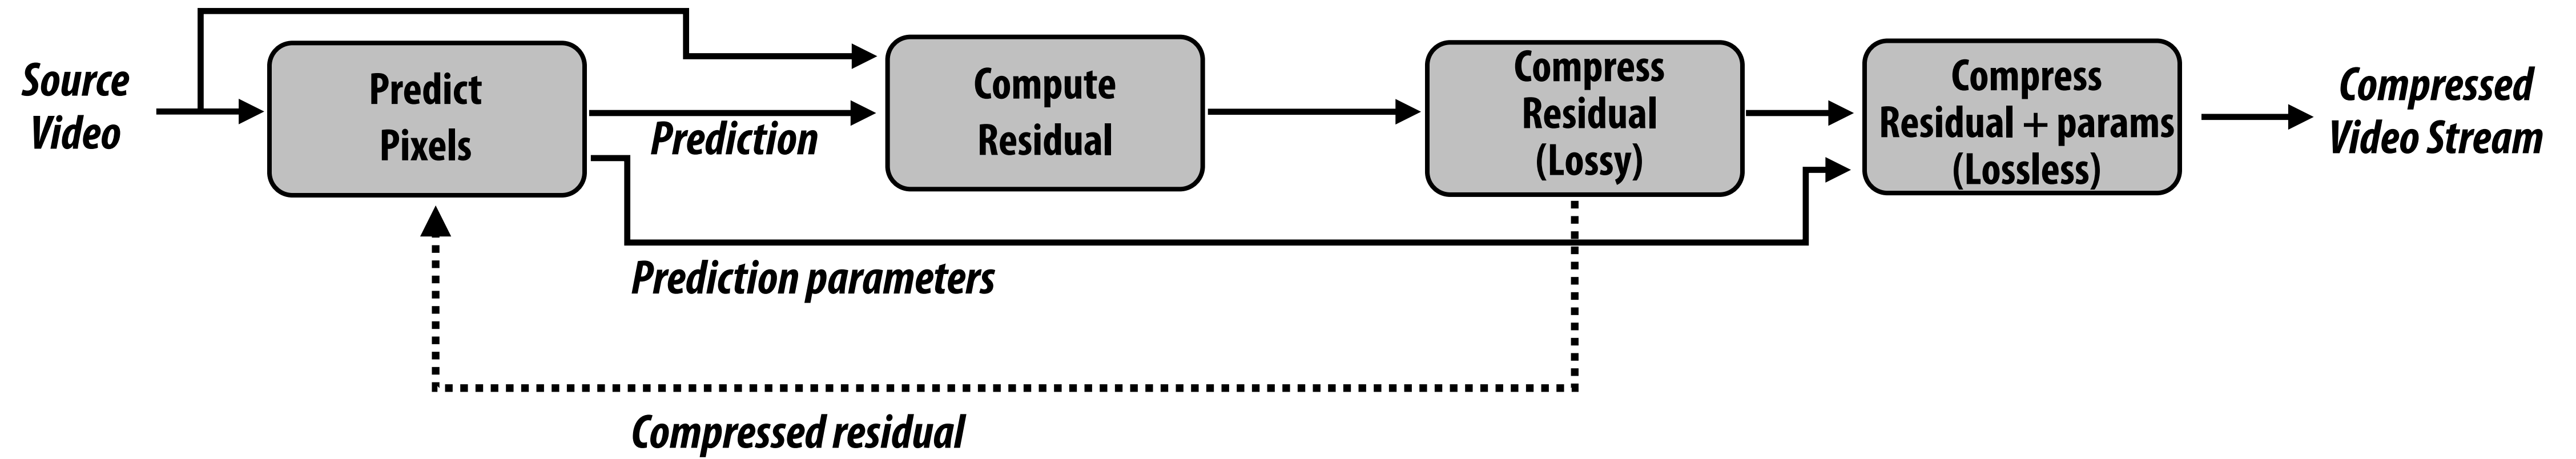 Source
Video
Predict
Pixels
Prediction
Compute
Residual
Compress
Residual
(Lossy)
Compress
Residual + params
(Lossless)
Compressed
Video Stream
Prediction parameters
Compressed residual